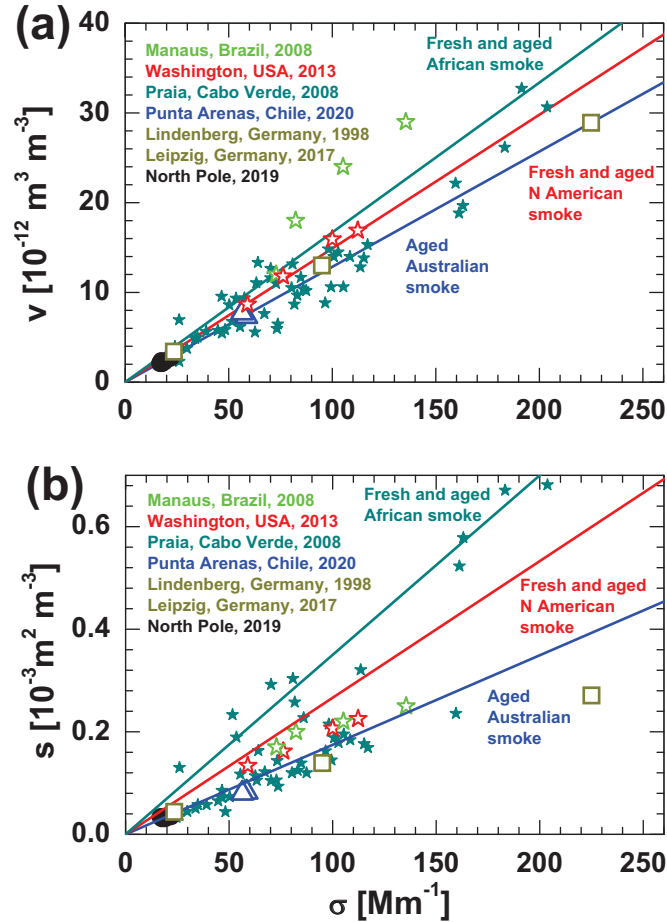 (a)
40
30
20
10
0
v [10⁻¹² m³ m⁻³]
Manaus, Brazil, 2008
Washington, USA, 2013
Praia, Cabo Verde, 2008
Punta Arenas, Chile, 2020
Lindenberg, Germany, 1998
Leipzig, Germany, 2017
North Pole, 2019
Fresh and aged
African smoke
Fresh and aged
N American
smoke
Aged
Australian
smoke
0 50 100 150 200 250
(b)
0.6
0.4
0.2
0.0
s [10⁻³m² m⁻³]
Manaus, Brazil, 2008
Washington, USA, 2013
Praia, Cabo Verde, 2008
Punta Arenas, Chile, 2020
Lindenberg, Germany, 1998
Leipzig, Germany, 2017
North Pole, 2019
Fresh and aged
African smoke
Fresh and aged
N American
smoke
Aged
Australian
smoke
0 50 100 150 200 250
σ [Mm⁻¹]